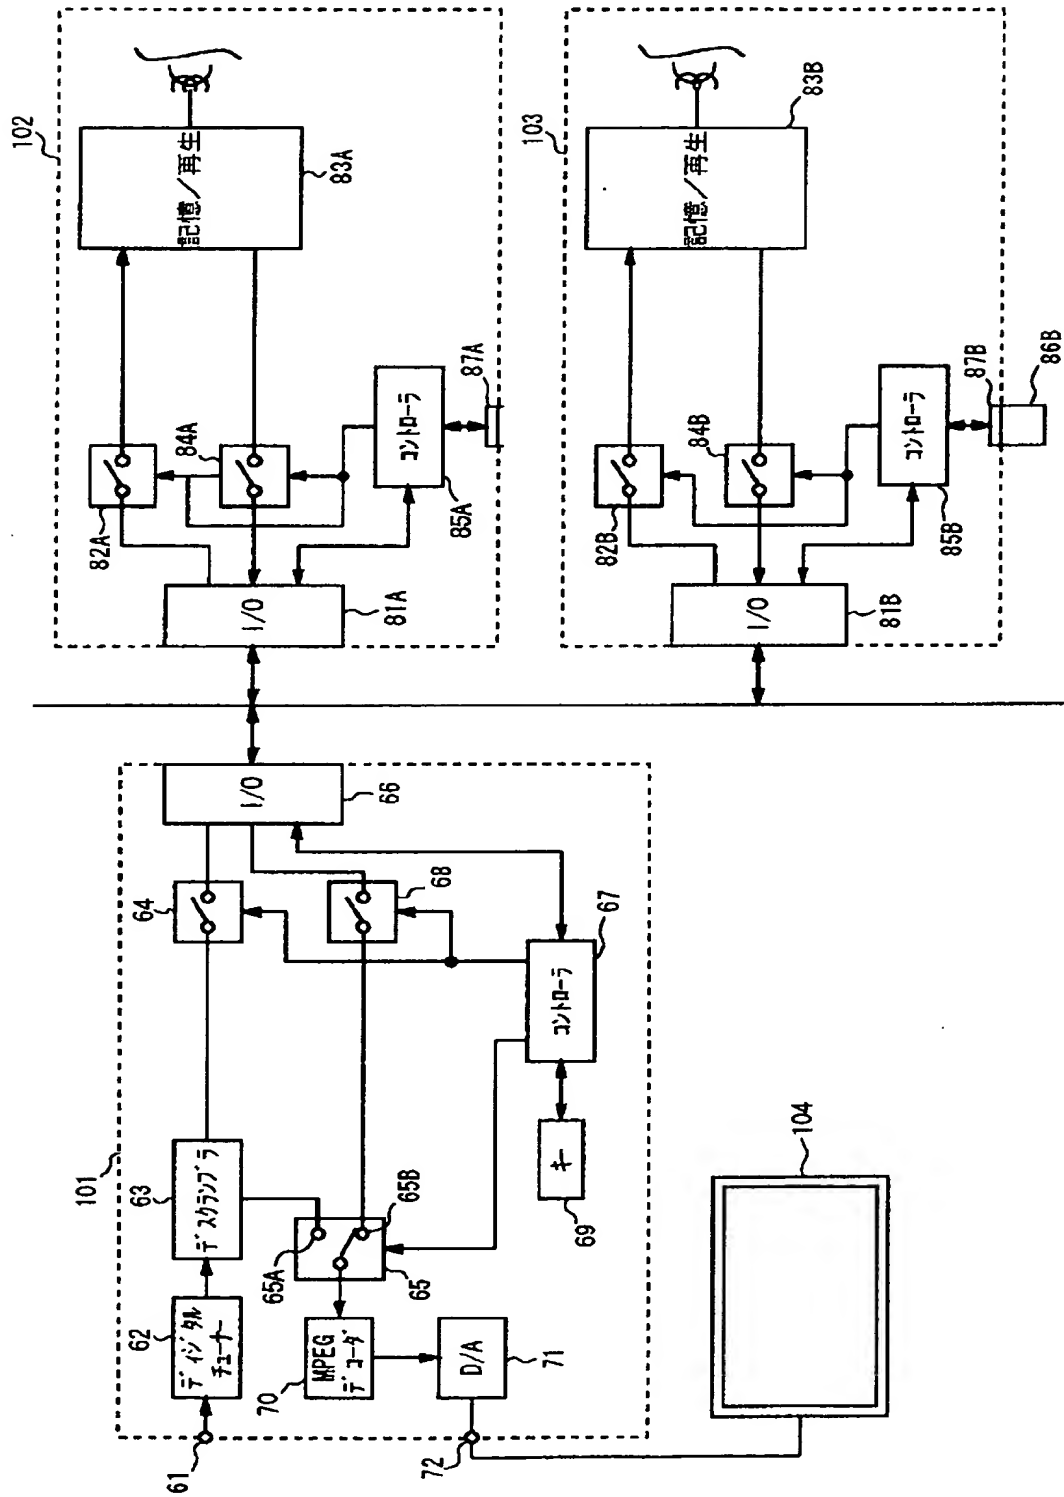 101
61
62
ディジタル
チューナー
63
デスクランブラ
64
I/O
66
65A
65B
65
68
70
MPEG
デコーダ
D/A
71
72
キー
69
コントローラ
67
104
102
I/O
81A
82A
84A
記憶/再生
83A
コントローラ
85A
87A
103
I/O
81B
82B
84B
記憶/再生
83B
コントローラ
85B
87B
86B